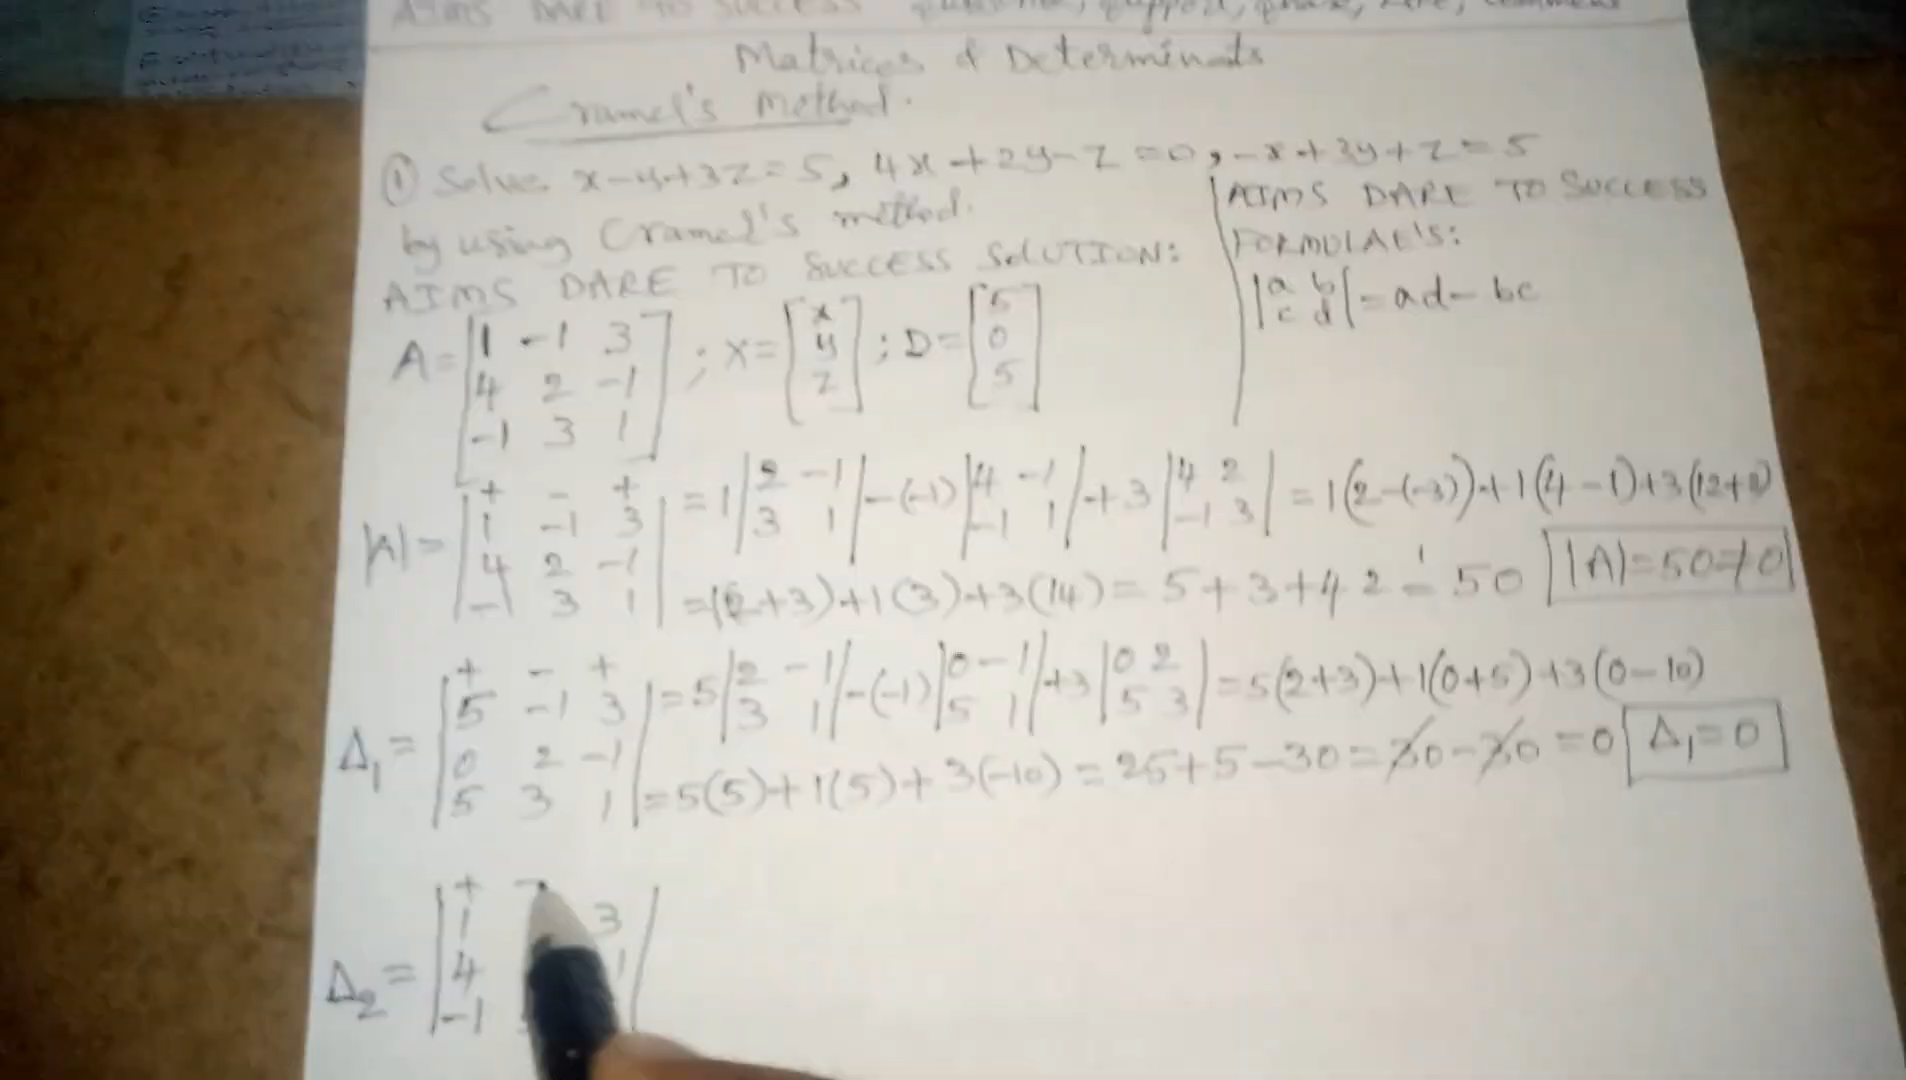 AIMS DARE TO SUCCESS
Matrices & Determinats
Cramer's Method.
① Solve x-y+3z=5, 4x+2y-z=0, -x+3y+z=5
by using Cramer's method.
AIMS DARE TO SUCCESS SOLUTION:
AIMS DARE TO SUCCESS
FORMULAE'S:
|a b
c d| = ad - bc
A = [1 -1 3
4 2 -1
-1 3 1] ; X = [x
y
z] ; D = [5
0
5]
+ - +
|A| = |1 -1 3
4 2 -1
-1 3 1| = 1|2 -1
3 1| -(-1)|4 -1
-1 1| +3|4 2
-1 3| = 1(2-(-3))+1(4-1)+3(12+2)
=1(2+3)+1(3)+3(14) = 5+3+42 = 50 |A|=50≠0
+ - +
Δ1 = |5 -1 3
0 2 -1
5 3 1| = 5|2 -1
3 1| -(-1)|0 -1
5 1| +3|0 2
5 3| = 5(2+3)+1(0+5)+3(0-10)
=5(5)+1(5)+3(-10) = 25+5-30 = 30-30 = 0 Δ1=0
+ -
Δ2 = |1 3
4 1
-1 |